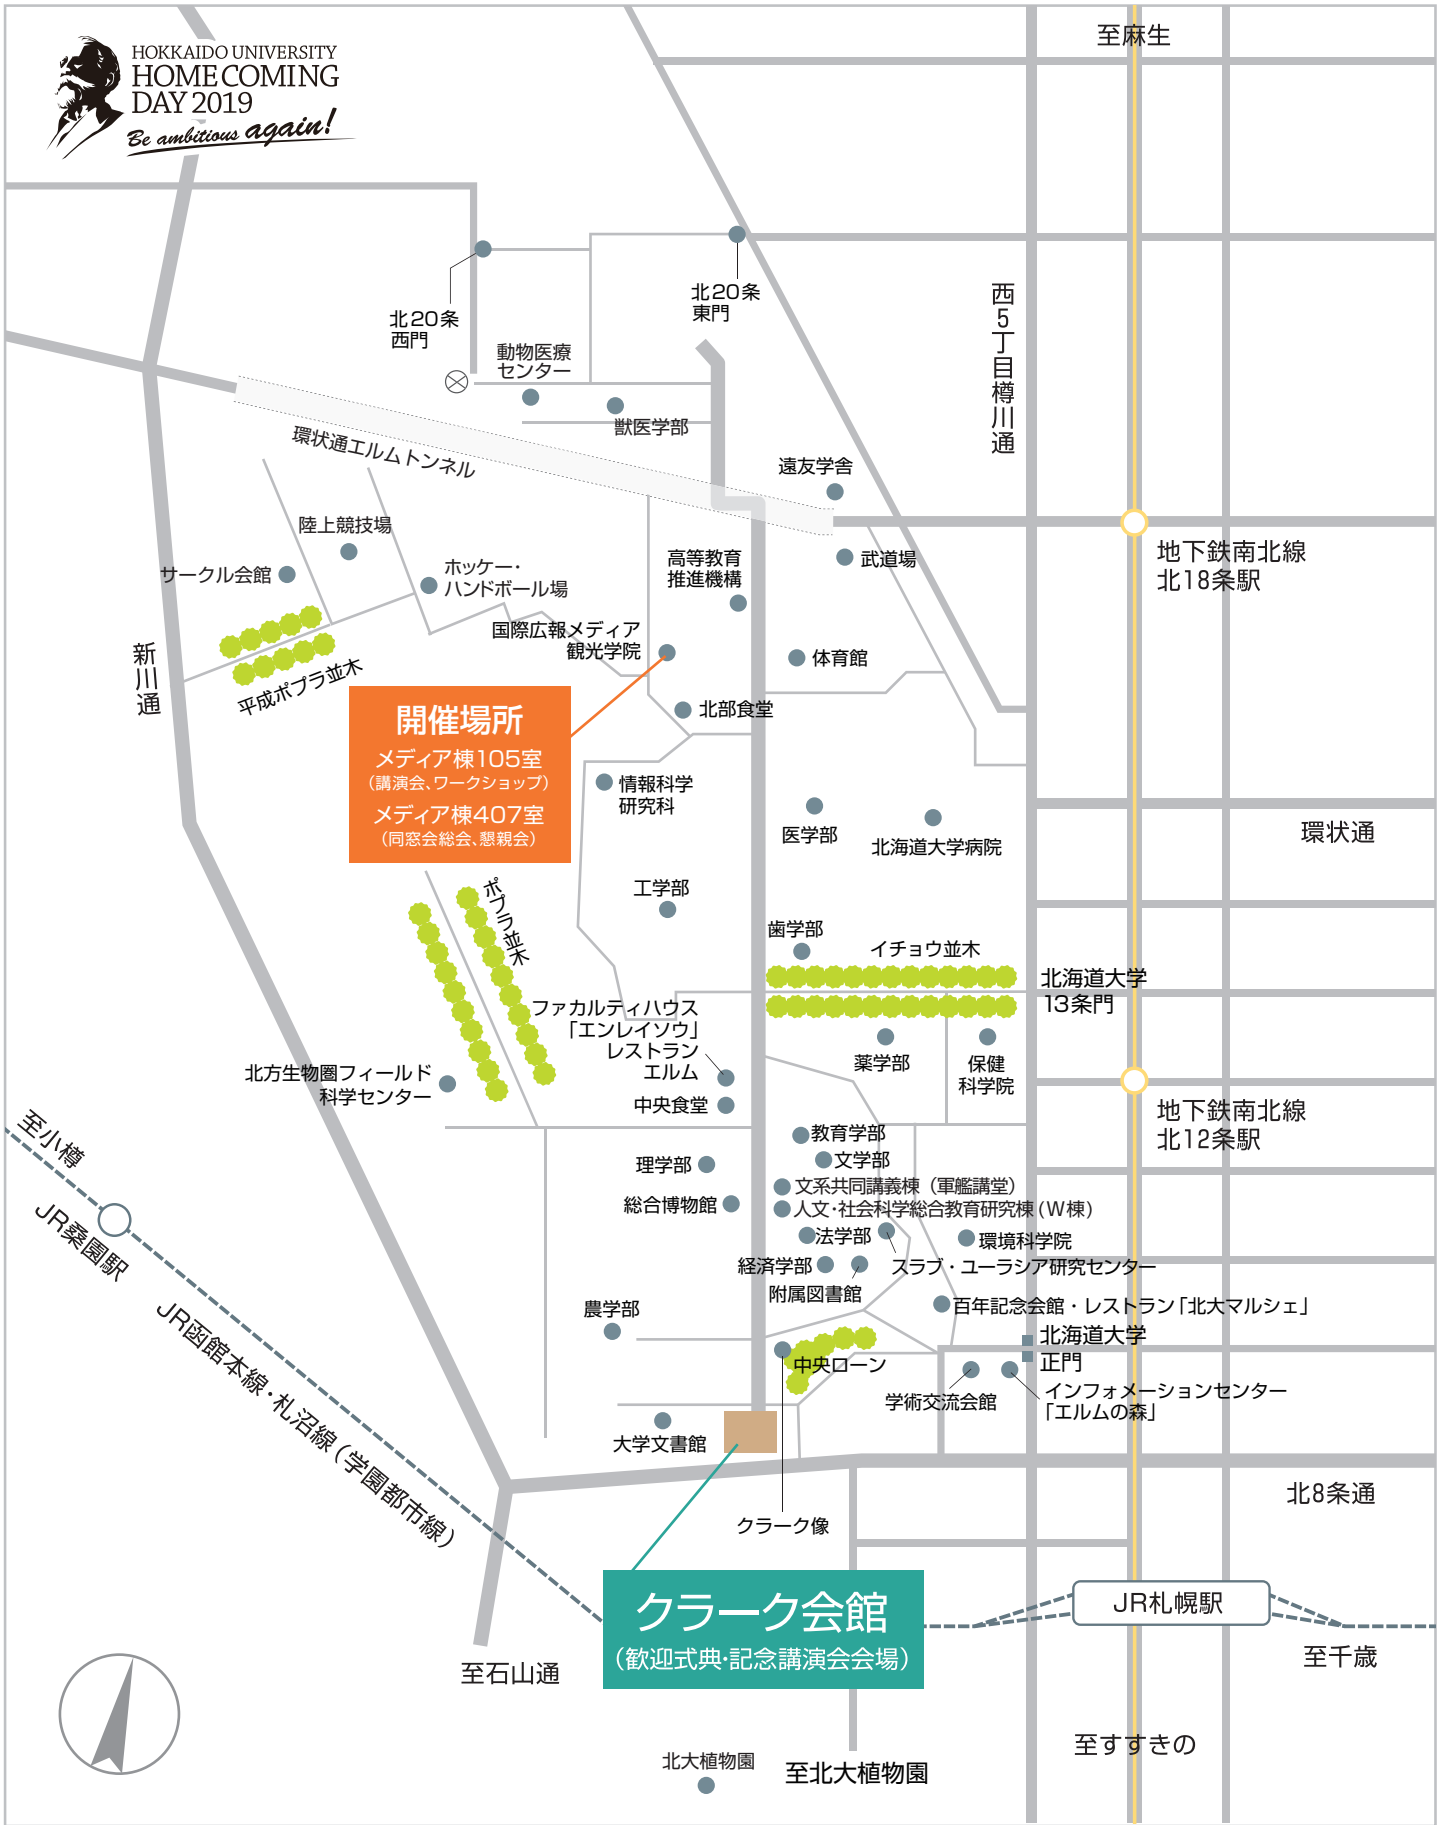 HOKKAIDO UNIVERSITY
HOME COMING
DAY 2019
Be ambitious again!
至麻生
北20条
西門
北20条
東門
西5丁目樽川通
動物医療
センター
獣医学部
環状通エルムトンネル
遠友学舎
陸上競技場
サークル会館
ホッケー・
ハンドボール場
高等教育
推進機構
武道場
地下鉄南北線
北18条駅
国際広報メディア
観光学院
体育館
新川通
平成ポプラ並木
北部食堂
開催場所
メディア棟105室
(講演会、ワークショップ)
メディア棟407室
(同窓会総会、懇親会)
情報科学
研究科
医学部
北海道大学病院
環状通
工学部
ポプラ並木
歯学部
イチョウ並木
北海道大学
13条門
ファカルティハウス
「エンレイソウ」
レストラン
エルム
薬学部
保健
科学院
北方生物圏フィールド
科学センター
中央食堂
地下鉄南北線
北12条駅
至小樽
教育学部
文学部
理学部
文系共同講義棟(軍艦講堂)
総合博物館
人文・社会科学総合教育研究棟(W棟)
JR桑園駅
法学部
環境科学院
経済学部
スラブ・ユーラシア研究センター
附属図書館
農学部
百年記念会館・レストラン「北大マルシェ」
JR函館本線・札沼線(学園都市線)
北海道大学
正門
中央ローン
学術交流会館
インフォメーションセンター
「エルムの森」
大学文書館
北8条通
クラーク像
クラーク会館
(歓迎式典・記念講演会会場)
JR札幌駅
至石山通
至千歳
至すすきの
北大植物園
至北大植物園